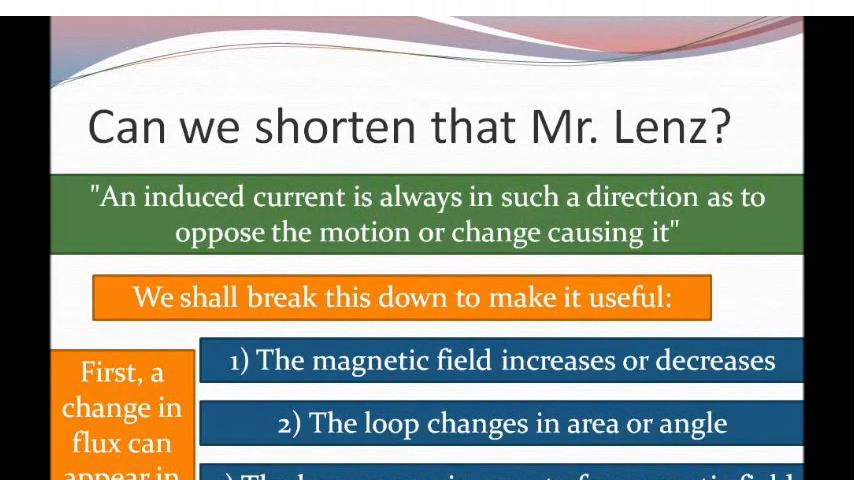 Can we shorten that Mr. Lenz?
"An induced current is always in such a direction as to
oppose the motion or change causing it"
We shall break this down to make it useful:
First, a
change in
flux can
appear in
1) The magnetic field increases or decreases
2) The loop changes in area or angle